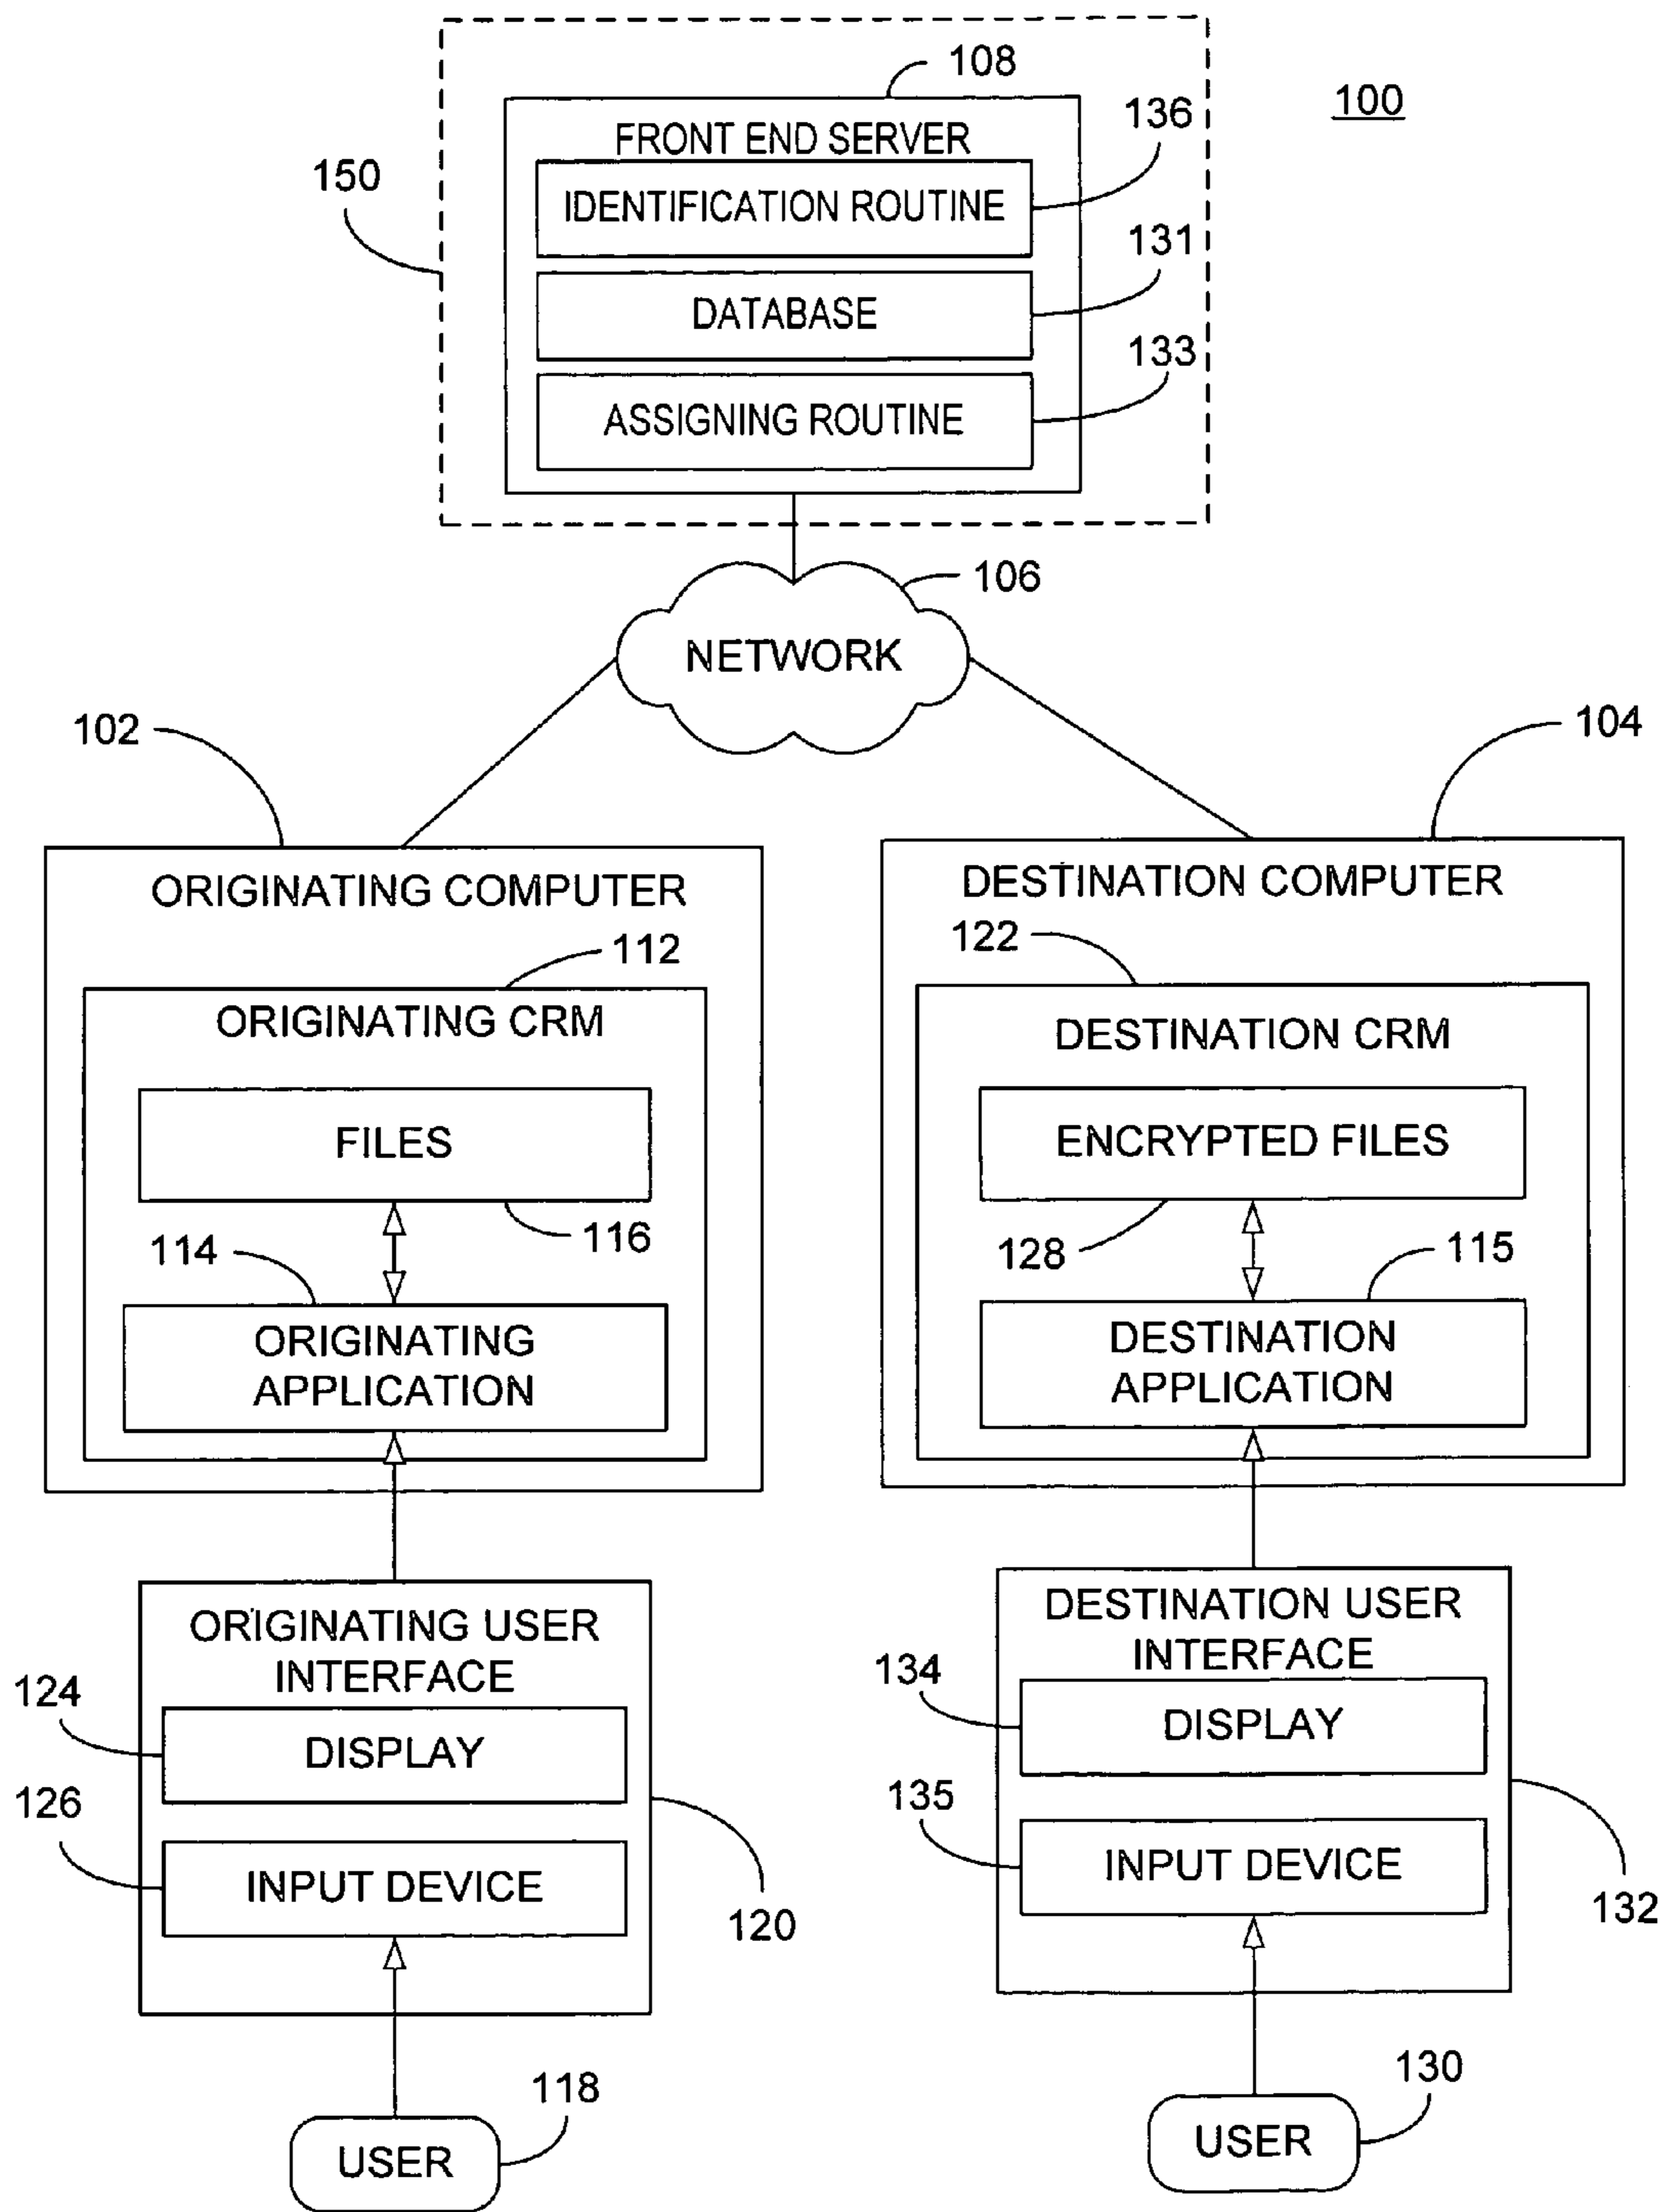 108
100
FRONT END SERVER
136
IDENTIFICATION ROUTINE
150
131
DATABASE
133
ASSIGNING ROUTINE
106
NETWORK
102
104
ORIGINATING COMPUTER
DESTINATION COMPUTER
112
122
ORIGINATING CRM
DESTINATION CRM
FILES
ENCRYPTED FILES
116
128
114
115
ORIGINATING
APPLICATION
DESTINATION
APPLICATION
ORIGINATING USER
INTERFACE
DESTINATION USER
INTERFACE
124
134
DISPLAY
DISPLAY
126
135
INPUT DEVICE
INPUT DEVICE
120
132
118
130
USER
USER